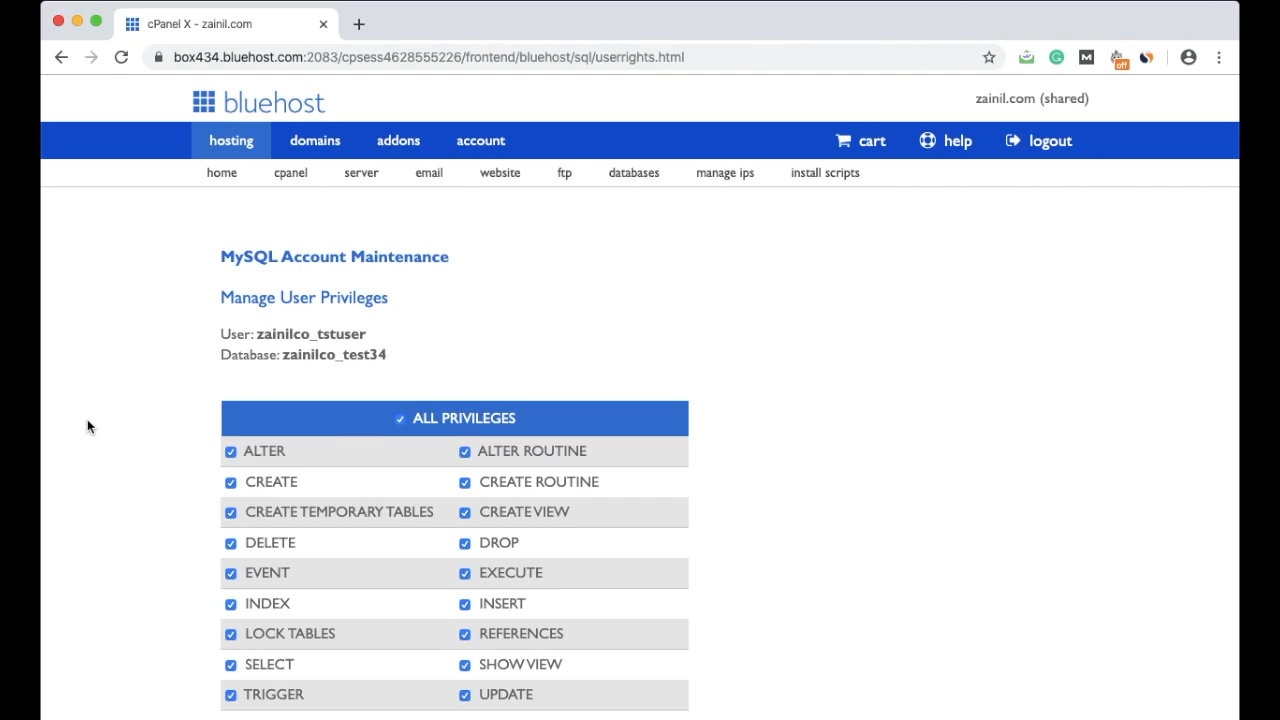 cPanel X - zainil.com
box434.bluehost.com:2083/cpsess4628555226/frontend/bluehost/sql/userrights.html
M
off
bluehost
zainil.com (shared)
hosting domains addons account cart help logout
home cpanel server email website ftp databases manage ips install scripts
MySQL Account Maintenance
Manage User Privileges
User: zainilco_tstuser
Database: zainilco_test34
ALL PRIVILEGES
ALTER ALTER ROUTINE
CREATE CREATE ROUTINE
CREATE TEMPORARY TABLES CREATE VIEW
DELETE DROP
EVENT EXECUTE
INDEX INSERT
LOCK TABLES REFERENCES
SELECT SHOW VIEW
TRIGGER UPDATE